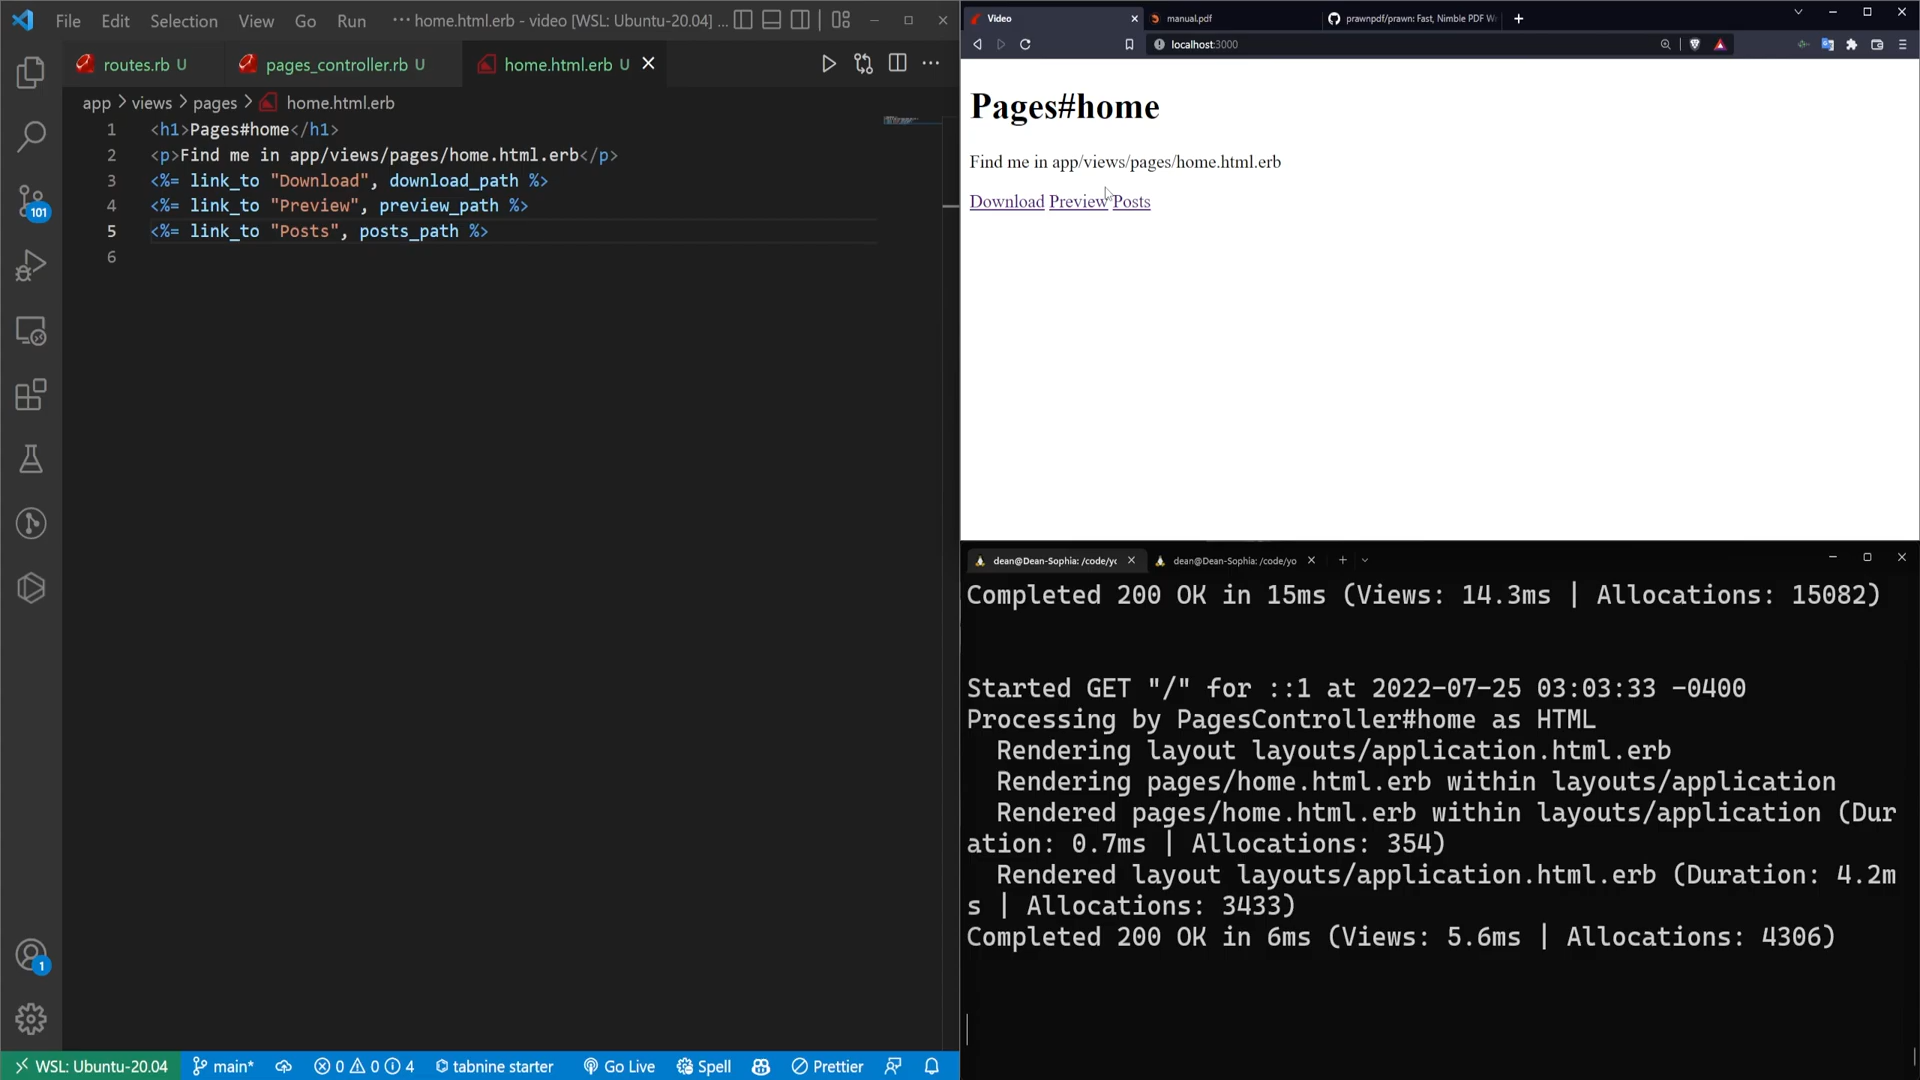 File Edit Selection View Go Run ··· home.html.erb - video [WSL: Ubuntu-20.04] ...
routes.rb U pages_controller.rb U home.html.erb U
app > views > pages > home.html.erb
1 <h1>Pages#home</h1>
2 <p>Find me in app/views/pages/home.html.erb</p>
3 <%= link_to "Download", download_path %>
4 <%= link_to "Preview", preview_path %>
5 <%= link_to "Posts", posts_path %>
6
101
1
WSL: Ubuntu-20.04 main* 0 0 4 tabnine starter Go Live Spell Prettier
Video manual.pdf prawnpdf/prawn: Fast, Nimble PDF W
localhost:3000
Pages#home
Find me in app/views/pages/home.html.erb
Download Preview Posts
dean@Dean-Sophia: /code/yo dean@Dean-Sophia: /code/yo
Completed 200 OK in 15ms (Views: 14.3ms | Allocations: 15082)
Started GET "/" for ::1 at 2022-07-25 03:03:33 -0400
Processing by PagesController#home as HTML
Rendering layout layouts/application.html.erb
Rendering pages/home.html.erb within layouts/application
Rendered pages/home.html.erb within layouts/application (Dur
ation: 0.7ms | Allocations: 354)
Rendered layout layouts/application.html.erb (Duration: 4.2m
s | Allocations: 3433)
Completed 200 OK in 6ms (Views: 5.6ms | Allocations: 4306)